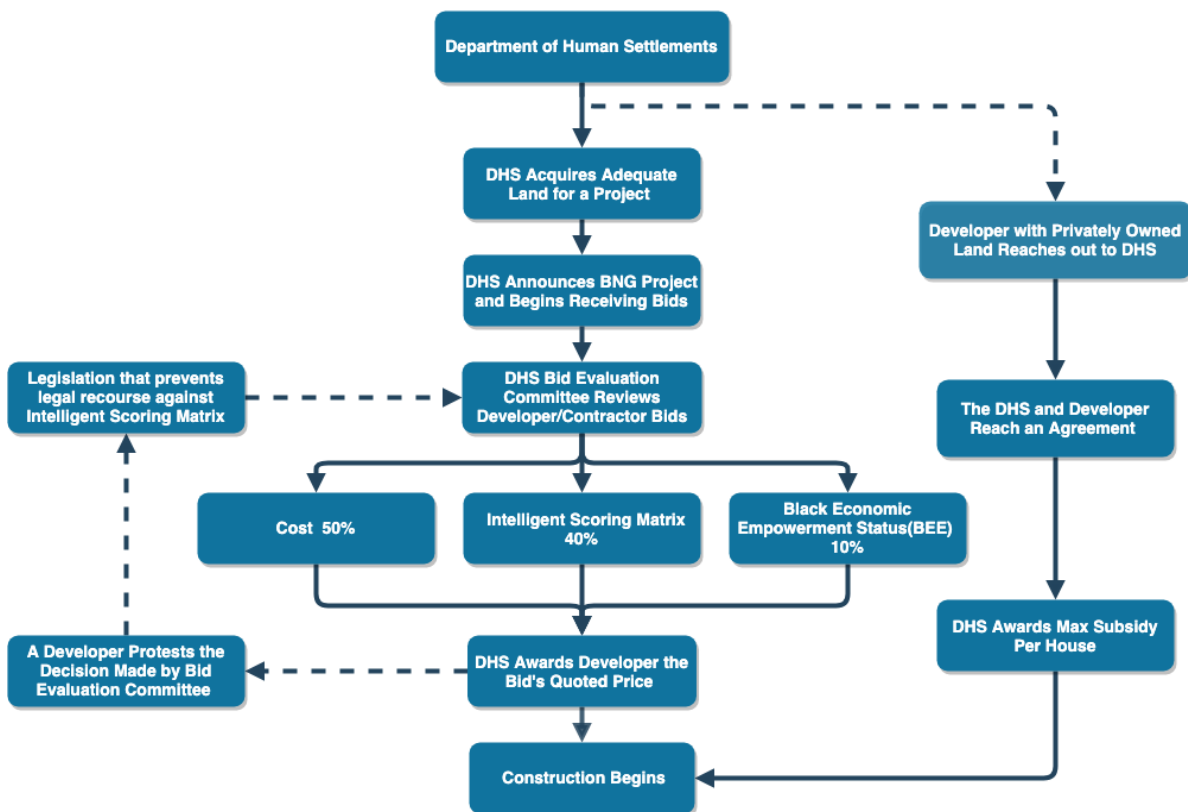 Department of Human Settlements
DHS Acquires Adequate
Land for a Project
Developer with Privately Owned
Land Reaches out to DHS
DHS Announces BNG Project
and Begins Receiving Bids
Legislation that prevents
legal recourse against
Intelligent Scoring Matrix
DHS Bid Evaluation
Committee Reviews
Developer/Contractor Bids
The DHS and Developer
Reach an Agreement
Cost 50%
Intelligent Scoring Matrix
40%
Black Economic
Empowerment Status(BEE)
10%
A Developer Protests the
Decision Made by Bid
Evaluation Committee
DHS Awards Developer the
Bid's Quoted Price
DHS Awards Max Subsidy
Per House
Construction Begins